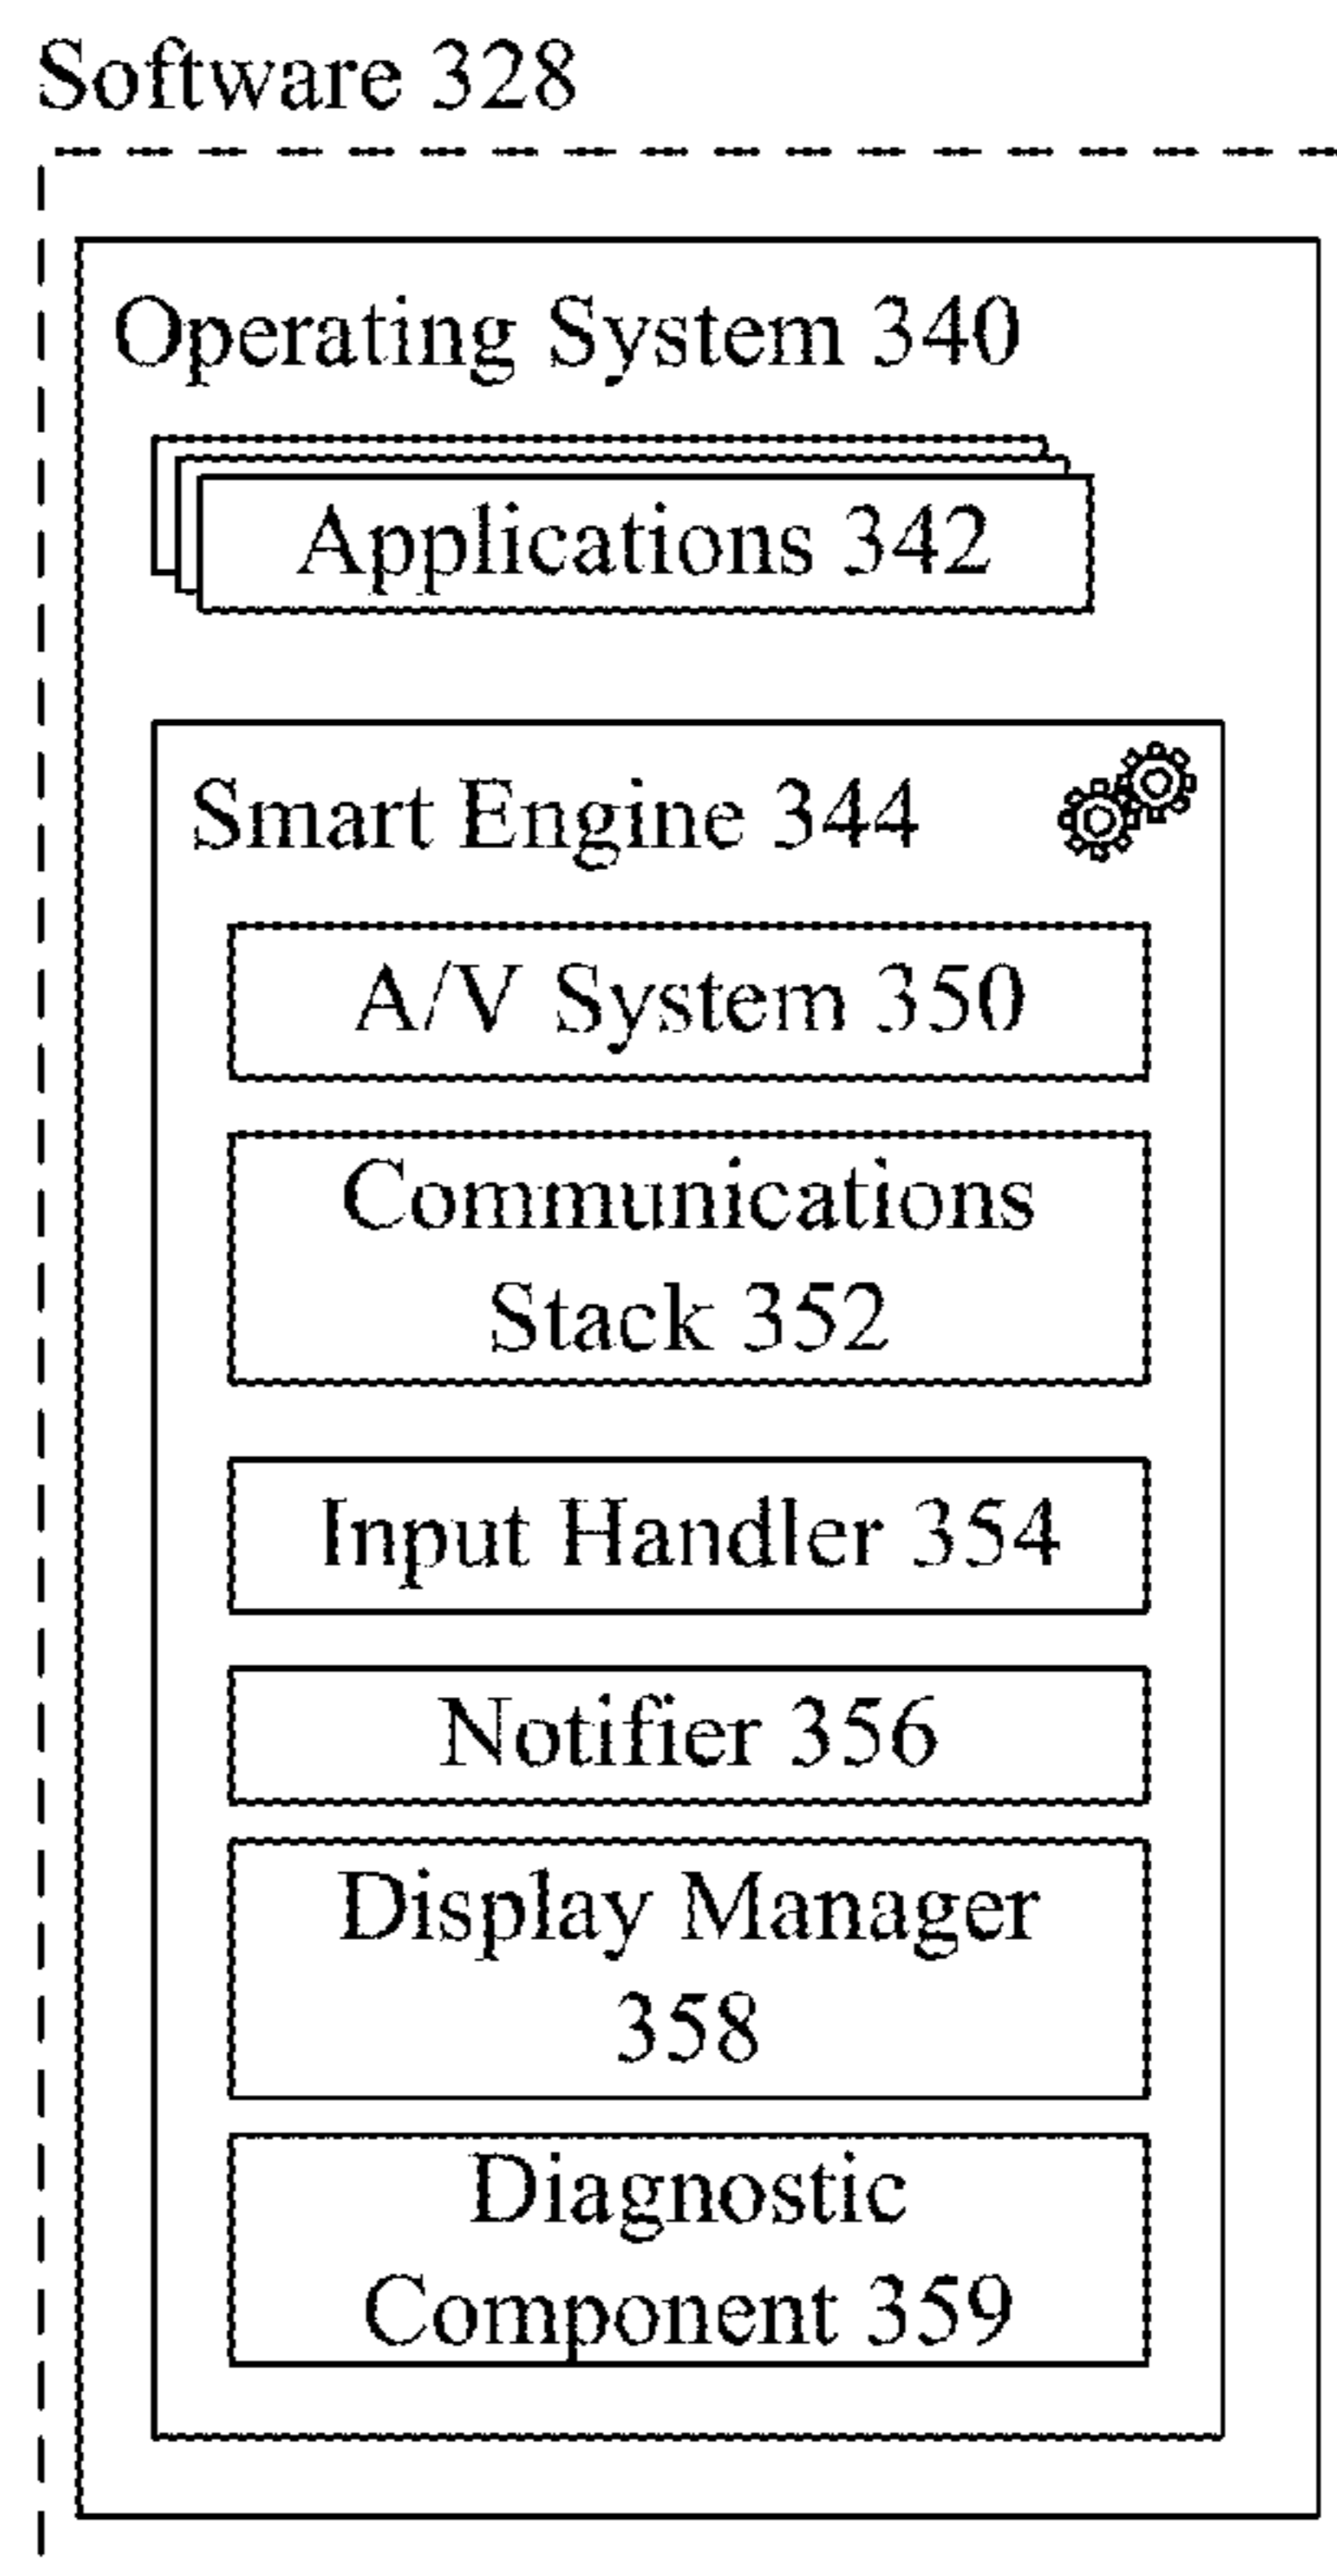 Software 328
Operating System 340
Applications 342
Smart Engine 344
A/V System 350
Communications
Stack 352
Input Handler 354
Notifier 356
Display Manager
358
Diagnostic
Component 359